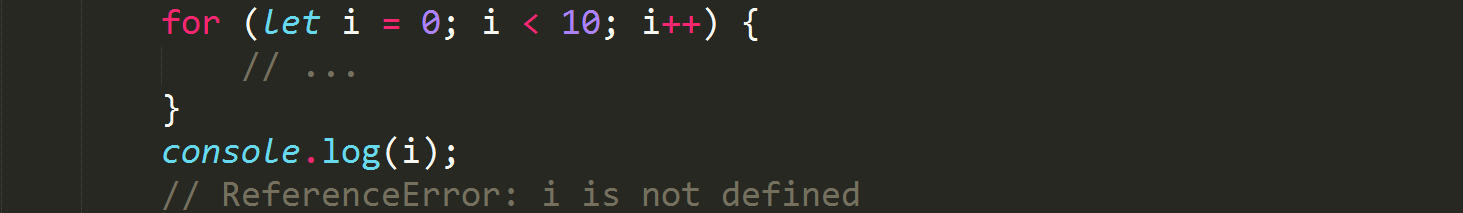 for (let i = 0; i < 10; i++) {
// ...
}
console.log(i);
// ReferenceError: i is not defined